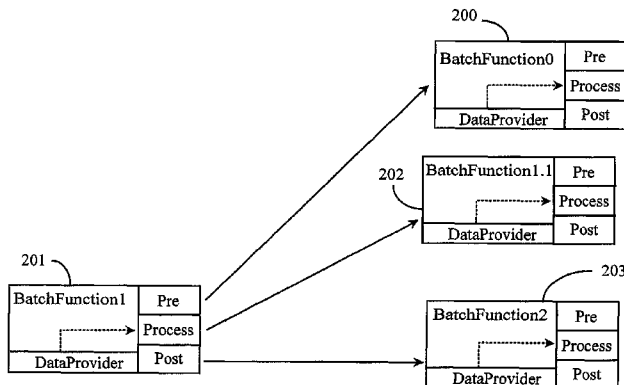 200
BatchFunction0
Pre
Process
DataProvider
Post
202
BatchFunction1.1
Pre
Process
DataProvider
Post
201
BatchFunction1
Pre
Process
DataProvider
Post
203
BatchFunction2
Pre
Process
DataProvider
Post